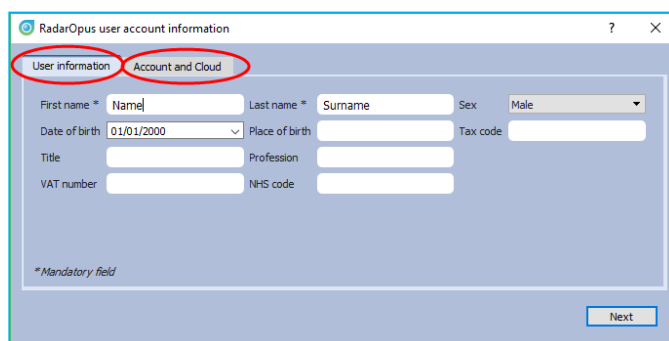 RadarOpus user account information
User information Account and Cloud
First name * Name Last name * Surname Sex Male
Date of birth 01/01/2000 Place of birth Tax code
Title Profession
VAT number NHS code
*Mandatory field
Next